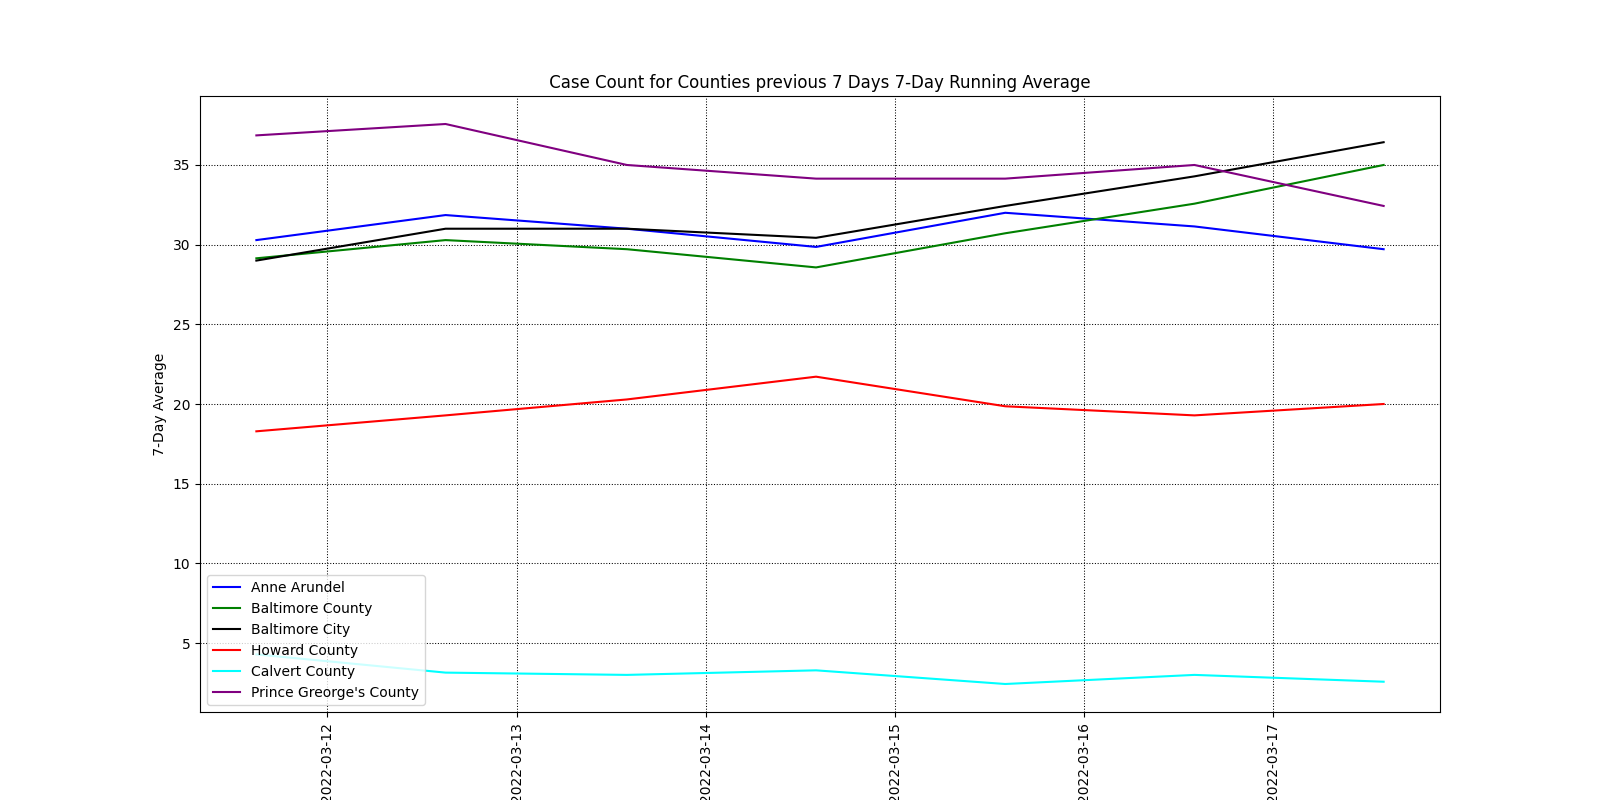 Case Count for Counties previous 7 Days 7-Day Running Average
7-Day Average
35
30
25
20
15
10
5
Anne Arundel
Baltimore County
Baltimore City
Howard County
Calvert County
Prince Greorge's County
2022-03-12
2022-03-13
2022-03-14
2022-03-15
2022-03-16
2022-03-17